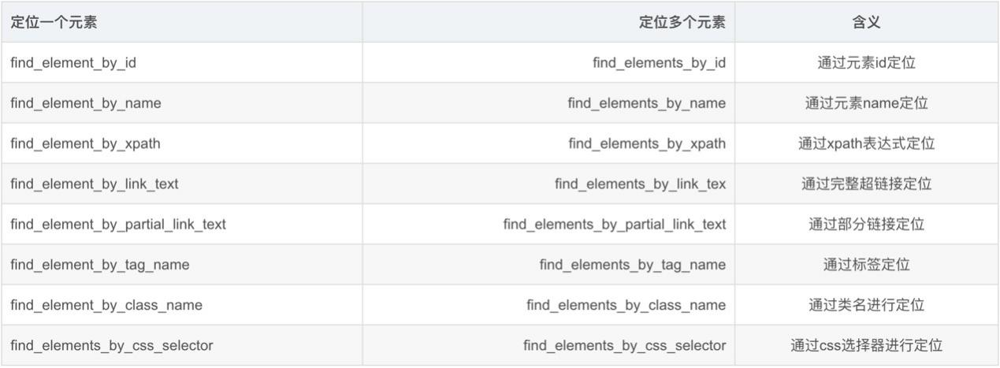 定位一个元素 定位多个元素 含义
find_element_by_id find_elements_by_id 通过元素id定位
find_element_by_name find_elements_by_name 通过元素name定位
find_element_by_xpath find_elements_by_xpath 通过xpath表达式定位
find_element_by_link_text find_elements_by_link_tex 通过完整超链接定位
find_element_by_partial_link_text find_elements_by_partial_link_text 通过部分链接定位
find_element_by_tag_name find_elements_by_tag_name 通过标签定位
find_element_by_class_name find_elements_by_class_name 通过类名进行定位
find_elements_by_css_selector find_elements_by_css_selector 通过css选择器进行定位